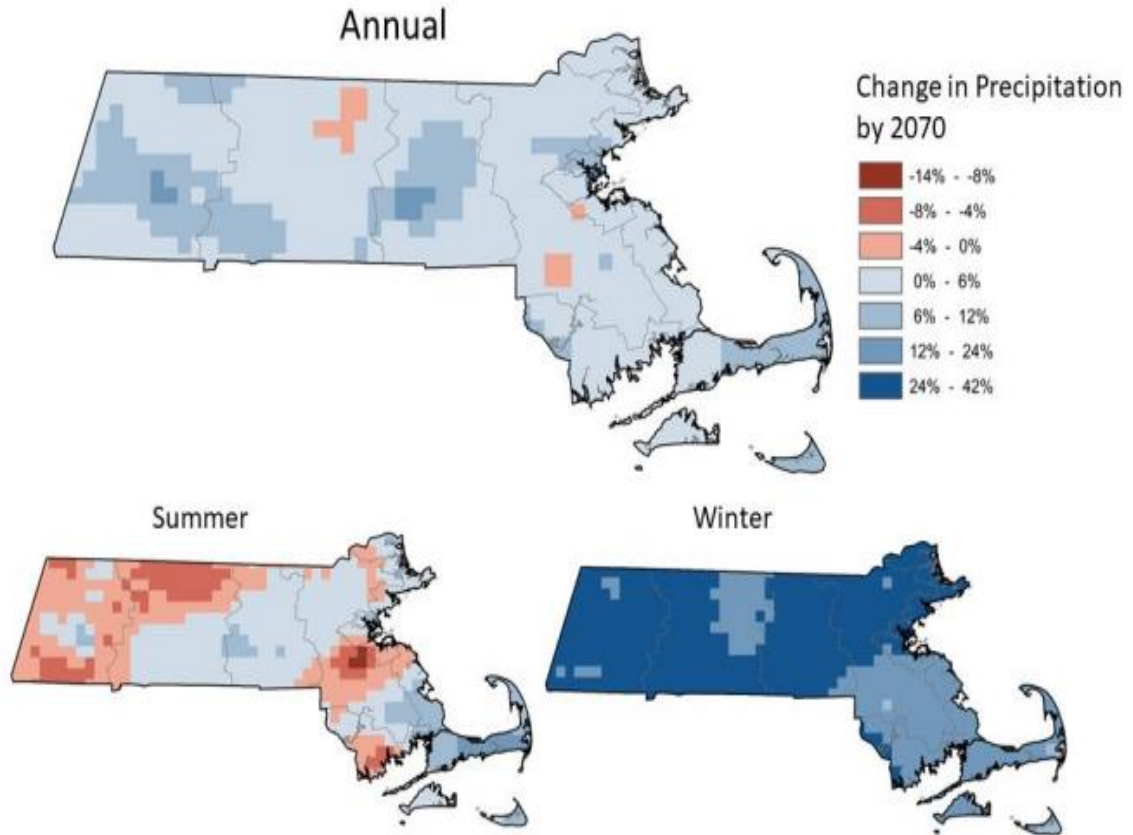 Annual
Change in Precipitation
by 2070
-14% - -8%
-8% - -4%
-4% - 0%
0% - 6%
6% - 12%
12% - 24%
24% - 42%
Summer
Winter